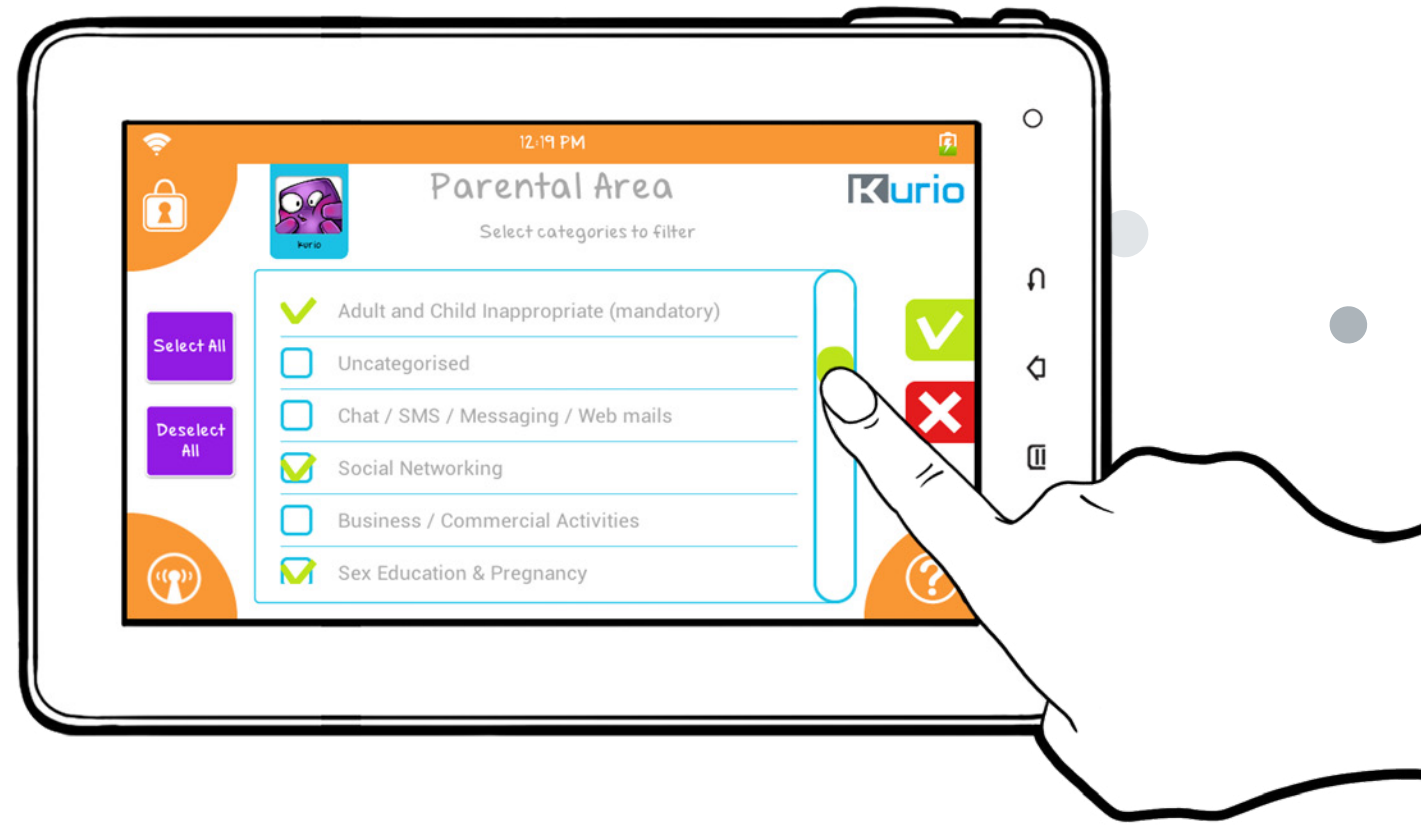 12:19 PM
Parental Area
Kurio
Select categories to filter
Kurio
Adult and Child Inappropriate (mandatory)
Select All
Uncategorised
Chat / SMS / Messaging / Web mails
Deselect
All
Social Networking
Business / Commercial Activities
Sex Education & Pregnancy
?